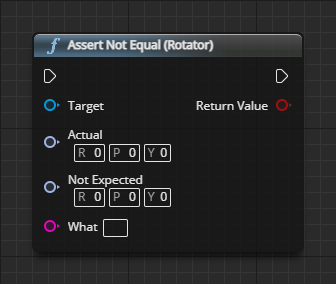 f Assert Not Equal (Rotator)
Target Return Value
Actual
R 0 P 0 Y 0
Not Expected
R 0 P 0 Y 0
What